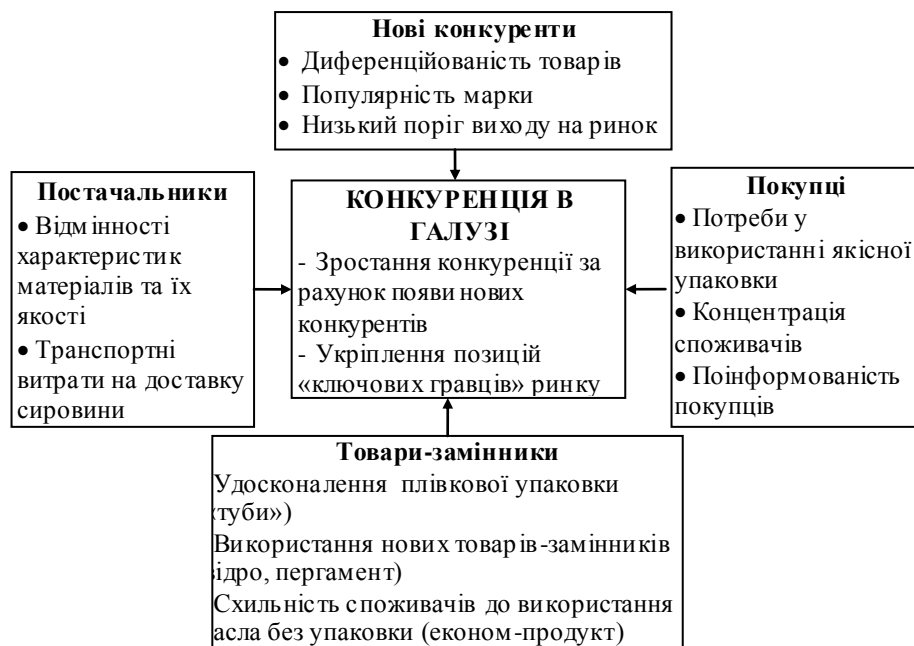 Нові конкуренти
• Диференційованість товарів
• Популярність марки
• Низький поріг виходу на ринок
Постачальники
• Відмінності
характеристик
матеріалів та їх
якості
• Транспортні
витрати на доставку
сировини
КОНКУРЕНЦІЯ В
ГАЛУЗІ
- Зростання конкуренції за
рахунок появи нових
конкурентів
- Укріплення позицій
«ключових гравців» ринку
Покупці
• Потреби у
використанні якісної
упаковки
• Концентрація
споживачів
• Поінформованість
покупців
Товари-замінники
Удосконалення плівкової упаковки
«туби»)
Використання нових товарів-замінників
відро, пергамент)
Схильність споживачів до використання
асла без упаковки (економ-продукт)